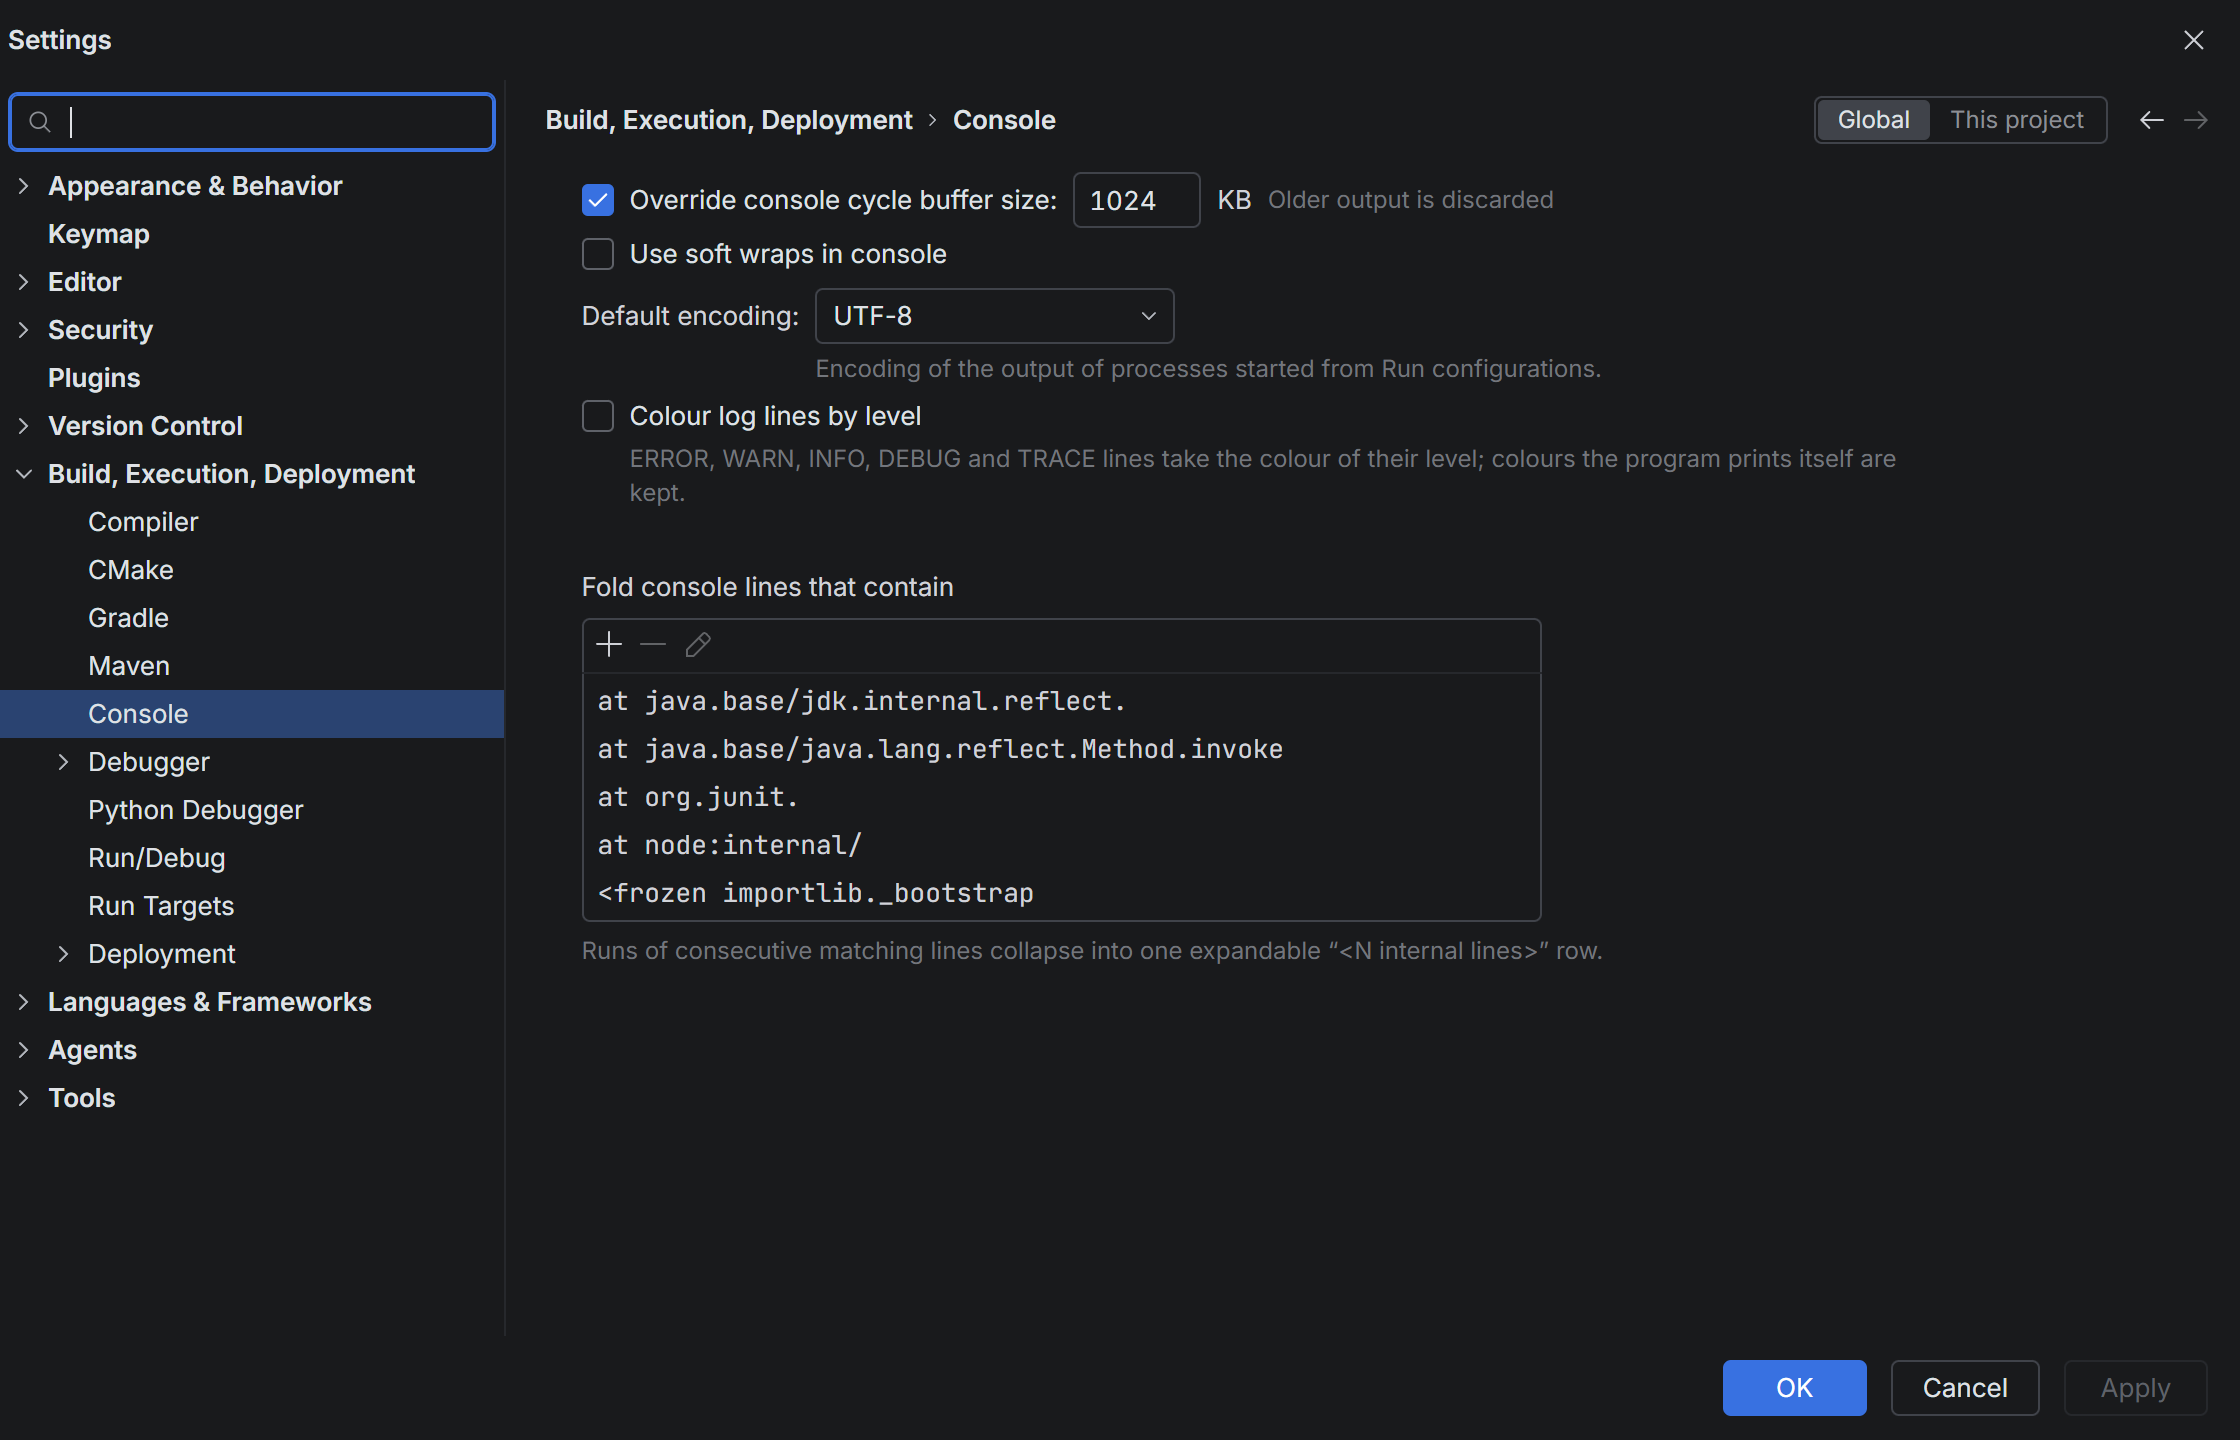 Settings
Appearance & Behavior
Keymap
Editor
Security
Plugins
Version Control
Build, Execution, Deployment
Compiler
CMake
Gradle
Maven
Console
Debugger
Python Debugger
Run/Debug
Run Targets
Deployment
Languages & Frameworks
Agents
Tools
Build, Execution, Deployment › Console
Global This project
Override console cycle buffer size: 1024 KB Older output is discarded
Use soft wraps in console
Default encoding: UTF-8
Encoding of the output of processes started from Run configurations.
Colour log lines by level
ERROR, WARN, INFO, DEBUG and TRACE lines take the colour of their level; colours the program prints itself are
kept.
Fold console lines that contain
at java.base/jdk.internal.reflect.
at java.base/java.lang.reflect.Method.invoke
at org.junit.
at node:internal/
<frozen importlib._bootstrap
Runs of consecutive matching lines collapse into one expandable “<N internal lines>” row.
OK Cancel Apply